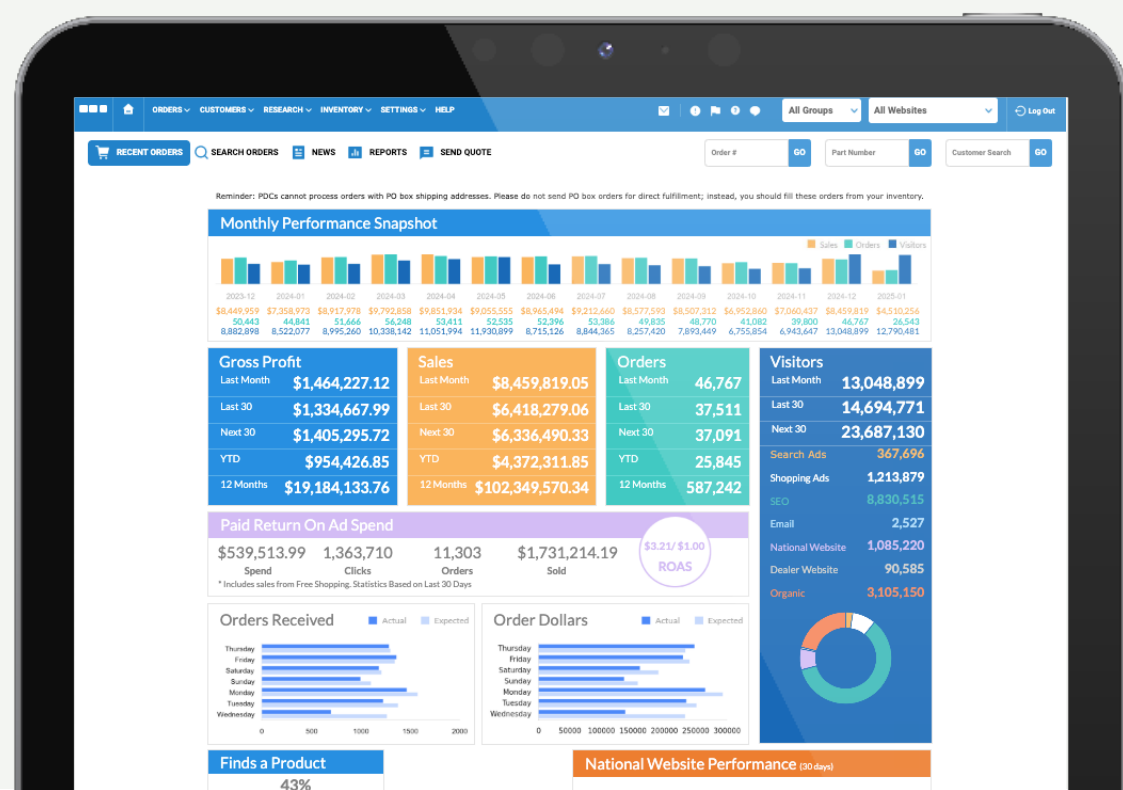 ORDERS CUSTOMERS RESEARCH INVENTORY SETTINGS HELP All Groups All Websites Log Out
RECENT ORDERS SEARCH ORDERS NEWS REPORTS SEND QUOTE Order # GO Part Number GO Customer Search GO
Reminder: PDCs cannot process orders with PO box shipping addresses. Please do not send PO box orders for direct fulfillment; instead, you should fill these orders from your inventory.
Monthly Performance Snapshot
Sales Orders Visitors
2023-12 2024-01 2024-02 2024-03 2024-04 2024-05 2024-06 2024-07 2024-08 2024-09 2024-10 2024-11 2024-12 2025-01
$8,449,959 $7,358,973 $8,917,978 $9,792,858 $9,851,934 $9,055,555 $8,965,494 $9,212,660 $8,577,593 $8,507,312 $6,952,860 $7,060,437 $8,459,819 $4,510,256
50,443 44,841 51,666 56,248 53,411 52,535 52,396 53,386 49,835 48,770 41,082 39,800 46,767 26,543
8,882,898 8,522,077 8,995,260 10,338,142 11,051,994 11,930,899 8,715,126 8,844,365 8,257,420 7,893,449 6,755,854 6,943,647 13,048,899 12,790,481
Gross Profit
Last Month $1,464,227.12
Last 30 $1,334,667.99
Next 30 $1,405,295.72
YTD $954,426.85
12 Months $19,184,133.76
Sales
Last Month $8,459,819.05
Last 30 $6,418,279.06
Next 30 $6,336,490.33
YTD $4,372,311.85
12 Months $102,349,570.34
Orders
Last Month 46,767
Last 30 37,511
Next 30 37,091
YTD 25,845
12 Months 587,242
Visitors
Last Month 13,048,899
Last 30 14,694,771
Next 30 23,687,130
Search Ads 367,696
Shopping Ads 1,213,879
SEO 8,830,515
Email 2,527
National Website 1,085,220
Dealer Website 90,585
Organic 3,105,150
Paid Return On Ad Spend
$539,513.99 1,363,710 11,303 $1,731,214.19
Spend Clicks Orders Sold
* Includes sales from Free Shopping. Statistics Based on Last 30 Days
$3.21/ $1.00
ROAS
Orders Received Actual Expected
Thursday
Friday
Saturday
Sunday
Monday
Tuesday
Wednesday
0 500 1000 1500 2000
Order Dollars Actual Expected
Thursday
Friday
Saturday
Sunday
Monday
Tuesday
Wednesday
0 50000 100000 150000 200000 250000 300000
Finds a Product
43%
National Website Performance (30 days)